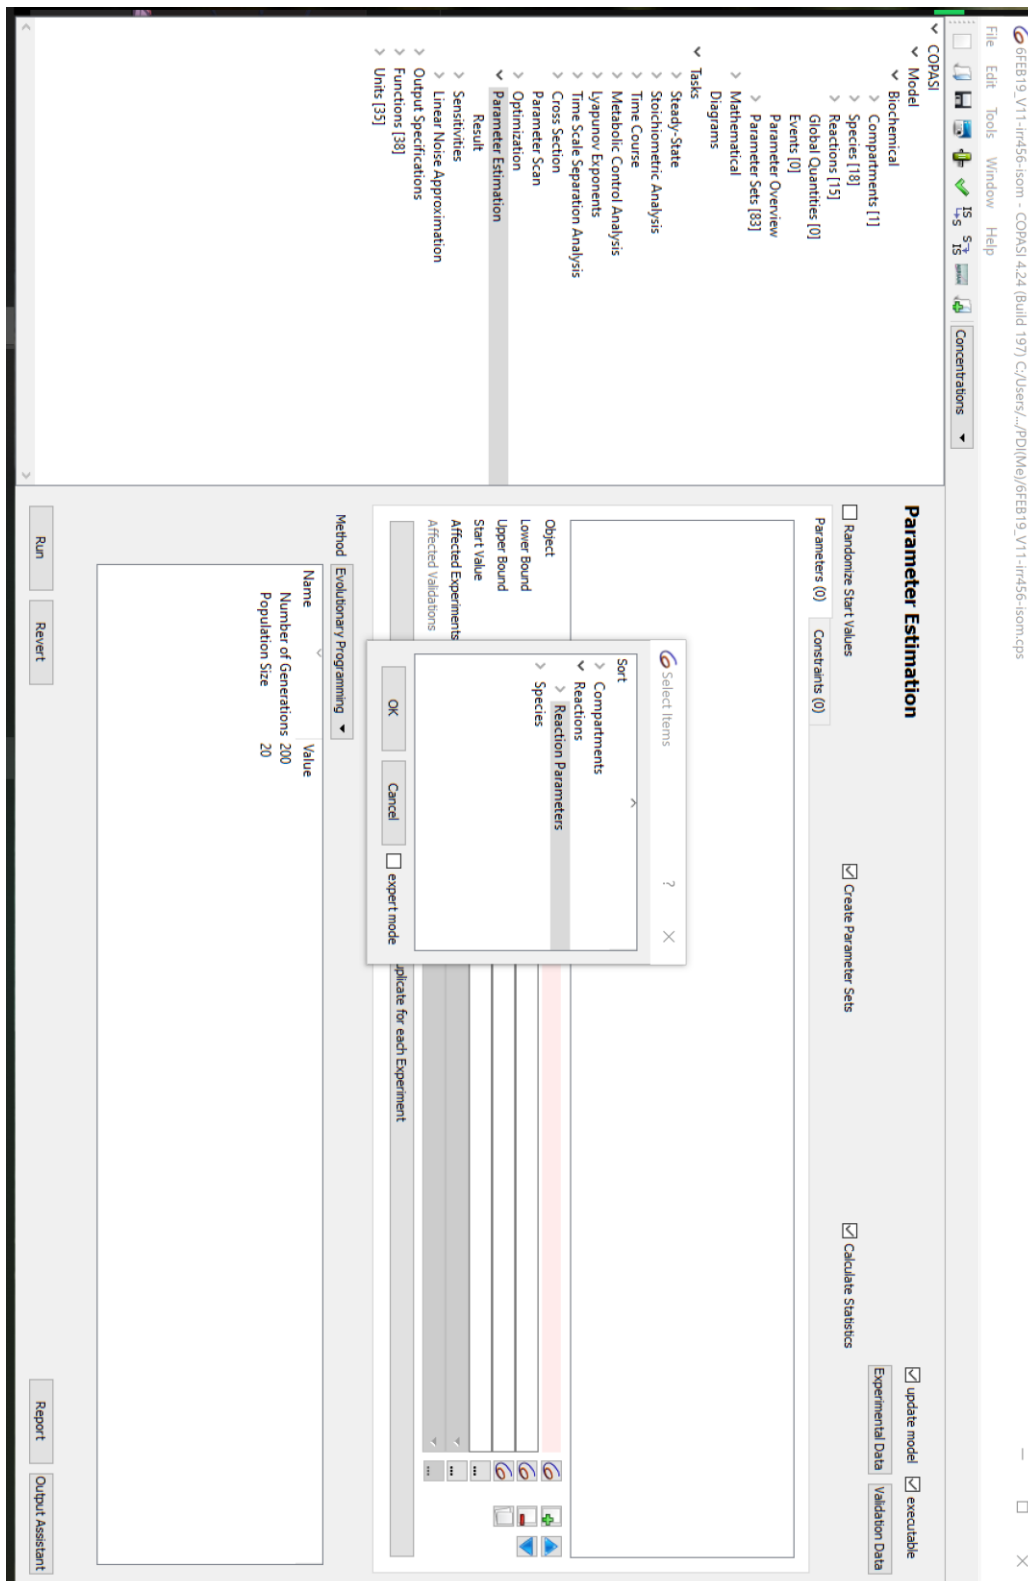 6FEB19_V11-irr456-isom - COPASI 4.24 (Build 197) C:/Users/.../PDI(Me)/6FEB19_V11-irr456-isom.cps
File Edit Tools Window Help
Concentrations
COPASI
Model
Biochemical
Compartments [1]
Species [18]
Reactions [15]
Global Quantities [0]
Events [0]
Parameter Overview
Parameter Sets [83]
Mathematical
Diagrams
Tasks
Steady-State
Stoichiometric Analysis
Time Course
Metabolic Control Analysis
Lyapunov Exponents
Time Scale Separation Analysis
Cross Section
Parameter Scan
Optimization
Parameter Estimation
Result
Sensitivities
Linear Noise Approximation
Output Specifications
Functions [38]
Units [35]
Parameter Estimation
update model executable
Experimental Data Validation Data
Randomize Start Values Create Parameter Sets Calculate Statistics
Parameters (0) Constraints (0)
Object
Lower Bound
Upper Bound
Start Value
Affected Experiments
Affected Validations
uplicate for each Experiment
Select Items ? X
Sort
Compartments
Reactions
Reaction Parameters
Species
OK Cancel expert mode
Method Evolutionary Programming
Name Value
Number of Generations 200
Population Size 20
Run Revert Report Output Assistant